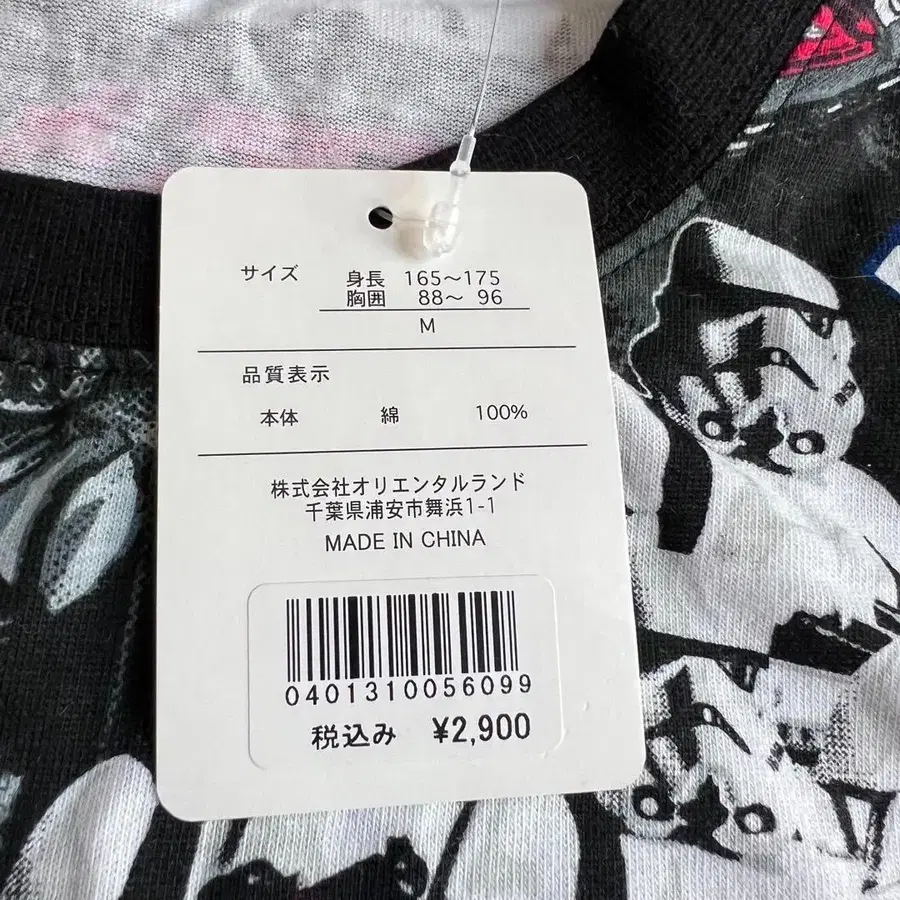 サイズ 身長 165～175
胸囲 88～ 96
M
品質表示
本体 綿 100%
株式会社オリエンタルランド
千葉県浦安市舞浜1-1
MADE IN CHINA
0401310056099
税込み ¥2,900